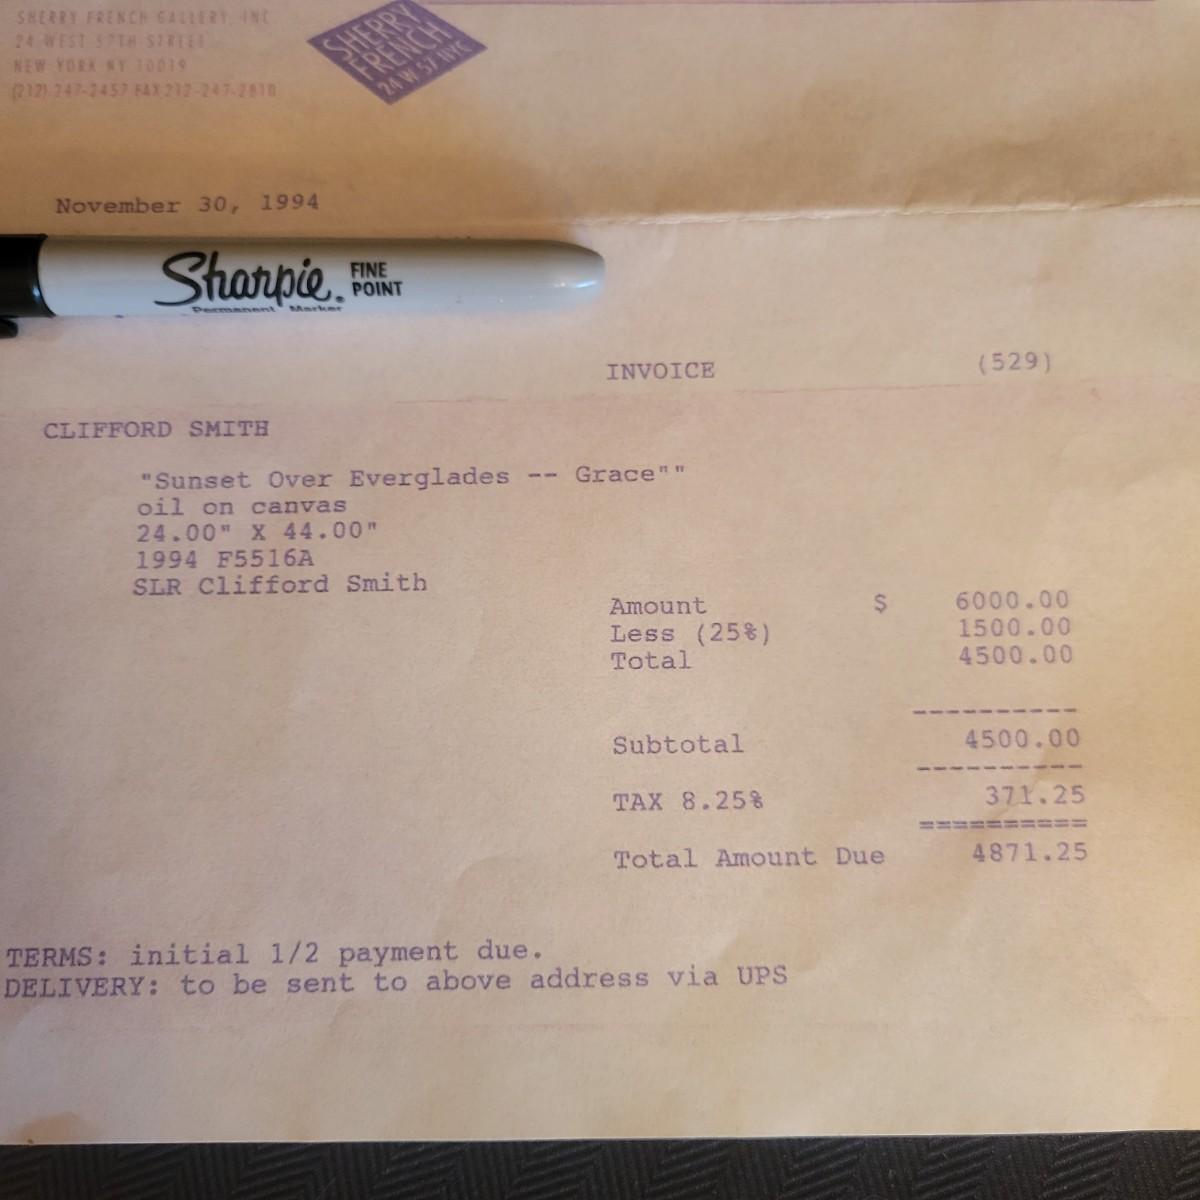 SHERRY FRENCH GALLERY, INC
24 WEST 57TH STREET
NEW YORK NY 10019
(212) 247-2457 FAX 212-247-2810
SHERRY
FRENCH
24 W 57 NYC
November 30, 1994
Sharpie. FINE POINT
Permanent Marker
INVOICE (529)
CLIFFORD SMITH
"Sunset Over Everglades -- Grace""
oil on canvas
24.00" X 44.00"
1994 F5516A
SLR Clifford Smith
Amount $ 6000.00
Less (25%) 1500.00
Total 4500.00
----------
Subtotal 4500.00
----------
TAX 8.25% 371.25
==========
Total Amount Due 4871.25
TERMS: initial 1/2 payment due.
DELIVERY: to be sent to above address via UPS